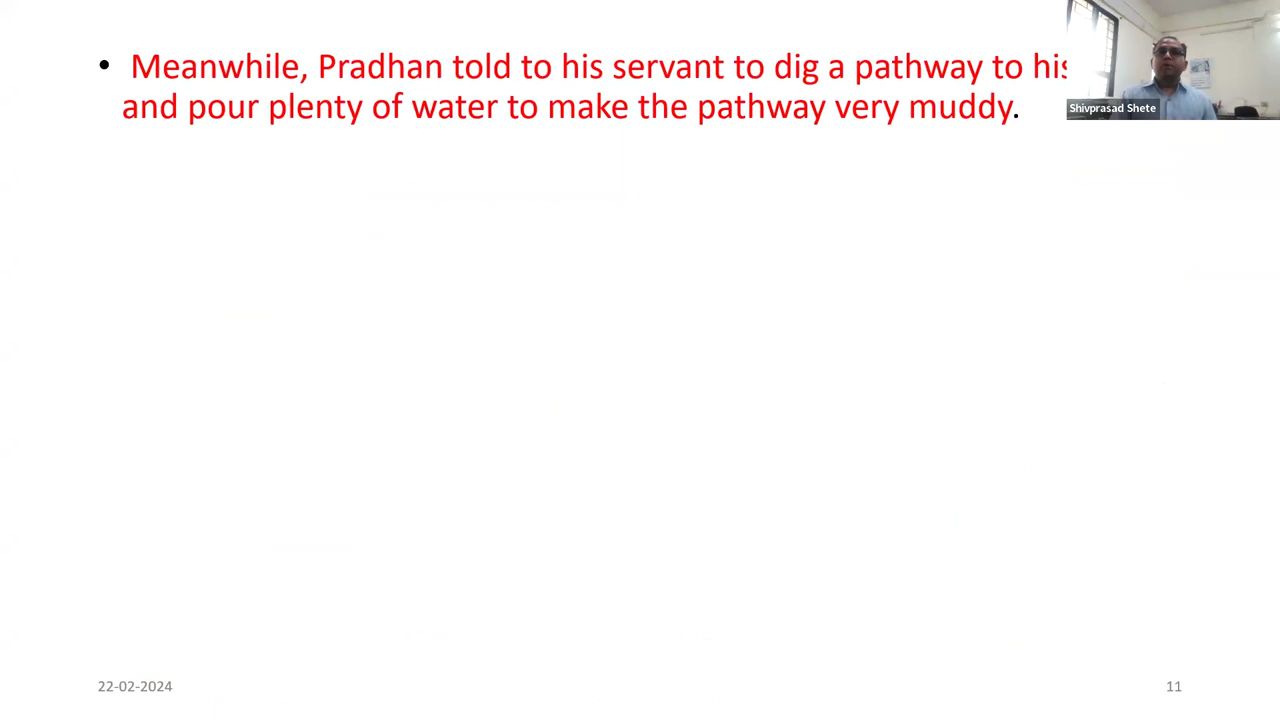 • Meanwhile, Pradhan told to his servant to dig a pathway to his
and pour plenty of water to make the pathway very muddy.
Shivprasad Shete
22-02-2024
11